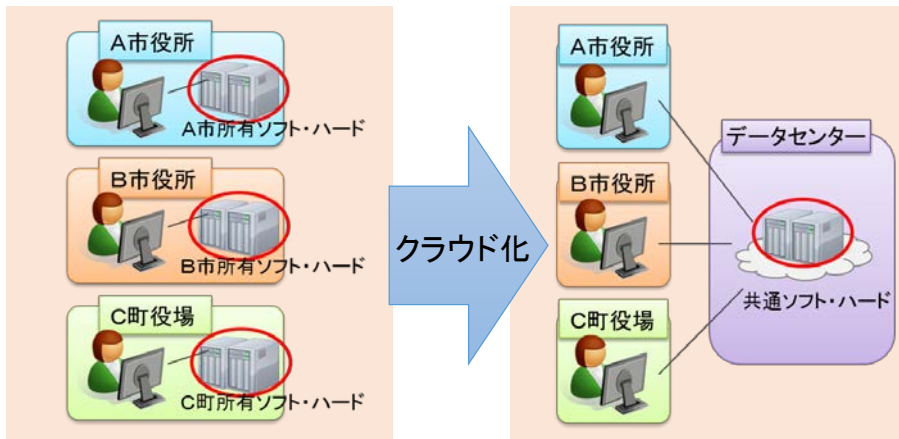 A市役所
A市所有ソフト・ハード
B市役所
B市所有ソフト・ハード
C町役場
C町所有ソフト・ハード
クラウド化
A市役所
B市役所
C町役場
データセンター
共通ソフト・ハード